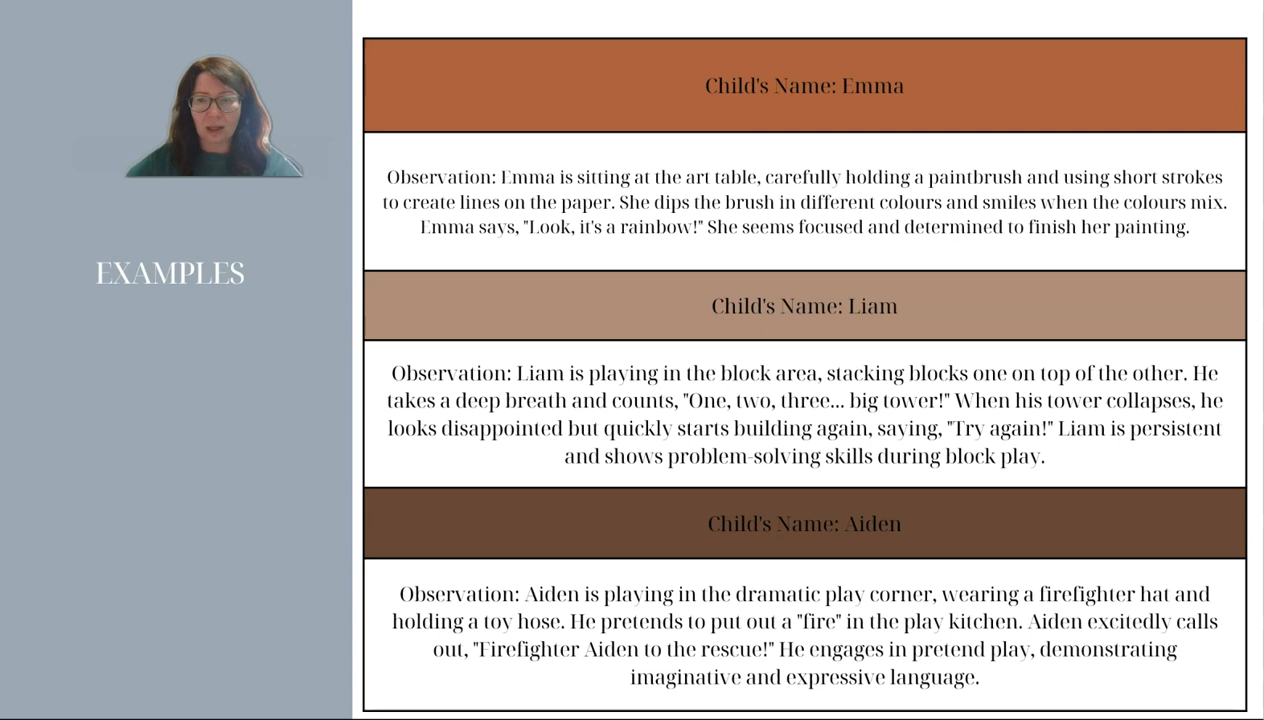 EXAMPLES
Child's Name: Emma
Observation: Emma is sitting at the art table, carefully holding a paintbrush and using short strokes
to create lines on the paper. She dips the brush in different colours and smiles when the colours mix.
Emma says, "Look, it's a rainbow!" She seems focused and determined to finish her painting.
Child's Name: Liam
Observation: Liam is playing in the block area, stacking blocks one on top of the other. He
takes a deep breath and counts, "One, two, three... big tower!" When his tower collapses, he
looks disappointed but quickly starts building again, saying, "Try again!" Liam is persistent
and shows problem-solving skills during block play.
Child's Name: Aiden
Observation: Aiden is playing in the dramatic play corner, wearing a firefighter hat and
holding a toy hose. He pretends to put out a "fire" in the play kitchen. Aiden excitedly calls
out, "Firefighter Aiden to the rescue!" He engages in pretend play, demonstrating
imaginative and expressive language.